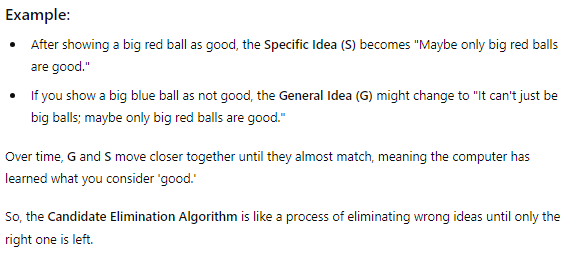 Example:
• After showing a big red ball as good, the Specific Idea (S) becomes "Maybe only big red balls
are good."
• If you show a big blue ball as not good, the General Idea (G) might change to "It can't just be
big balls; maybe only big red balls are good."
Over time, G and S move closer together until they almost match, meaning the computer has
learned what you consider 'good.'
So, the Candidate Elimination Algorithm is like a process of eliminating wrong ideas until only the
right one is left.